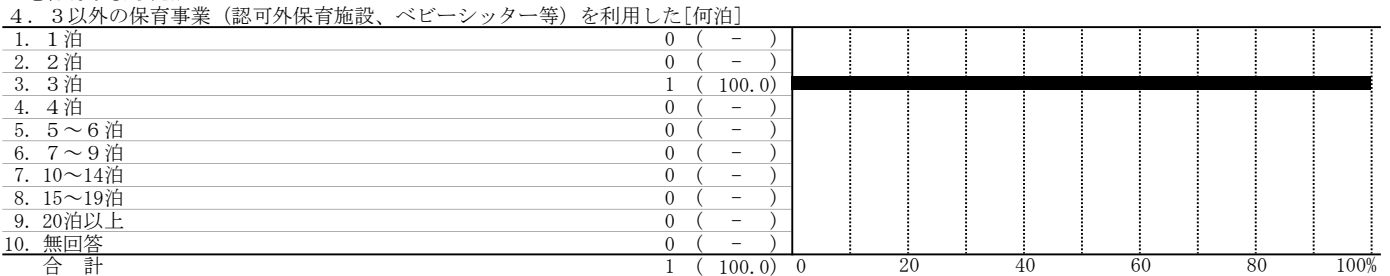 ４．３以外の保育事業（認可外保育施設、ベビーシッター等）を利用した[何泊]
1. １泊 0 ( - )
2. ２泊 0 ( - )
3. ３泊 1 ( 100.0)
4. ４泊 0 ( - )
5. ５～６泊 0 ( - )
6. ７～９泊 0 ( - )
7. 10～14泊 0 ( - )
8. 15～19泊 0 ( - )
9. 20泊以上 0 ( - )
10. 無回答 0 ( - )
合 計 1 ( 100.0) 0 20 40 60 80 100%